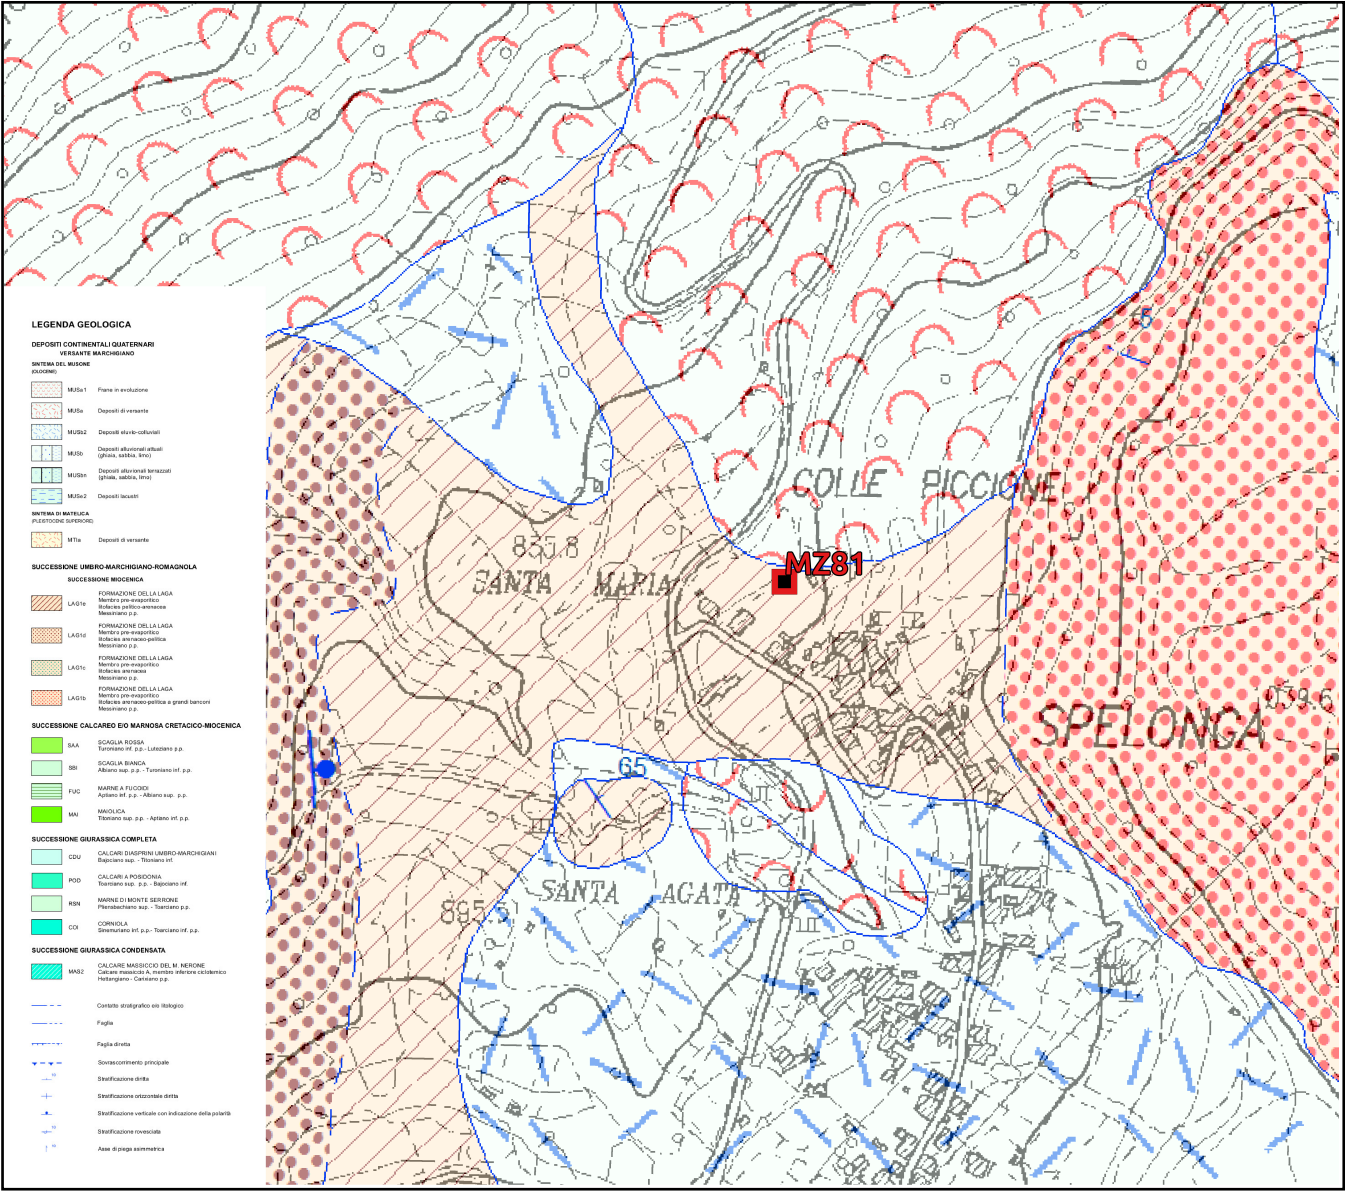 LEGENDA GEOLOGICA
DEPOSITI CONTINENTALI QUATERNARI
VERSANTE MARCHIGIANO
SINTEMA DEL MUSONE
(OLOCENE)
MUSa1 Frane in evoluzione
MUSa Depositi di versante
MUSb2 Depositi eluvio-colluviali
MUSb Depositi alluvionali attuali
(ghiaia, sabbia, limo)
MUSbn Depositi alluvionali terrazzati
(ghiaia, sabbia, limo)
MUSe2 Depositi lacustri
SINTEMA DI MATELICA
(PLEISTOCENE SUPERIORE)
MTIa Depositi di versante
SUCCESSIONE UMBRO-MARCHIGIANO-ROMAGNOLA
SUCCESSIONE MIOCENICA
LAG1e FORMAZIONE DELLA LAGA
Membro pre-evaporitico
litofacies pelitico-arenacea
Messiniano p.p.
LAG1d FORMAZIONE DELLA LAGA
Membro pre-evaporitico
litofacies arenaceo-pelitica
Messiniano p.p.
LAG1c FORMAZIONE DELLA LAGA
Membro pre-evaporitico
litofacies arenacea
Messiniano p.p.
LAG1b FORMAZIONE DELLA LAGA
Membro pre-evaporitico
litofacies arenaceo-pelitica a grandi banconi
Messiniano p.p.
SUCCESSIONE CALCAREO E/O MARNOSA CRETACICO-MIOCENICA
SAA SCAGLIA ROSSA
Turoniano inf. p.p.- Luteziano p.p.
SBI SCAGLIA BIANCA
Albiano sup. p.p. - Turoniano inf. p.p.
FUC MARNE A FUCOIDI
Aptiano inf. p.p. - Albiano sup. p.p.
MAI MAIOLICA
Titoniano sup. p.p. - Aptiano inf. p.p.
SUCCESSIONE GIURASSICA COMPLETA
CDU CALCARI DIASPRINI UMBRO-MARCHIGIANI
Bajociano sup. - Titoniano inf.
POD CALCARI A POSIDONIA
Toarciano sup. p.p. - Bajociano inf.
RSN MARNE DI MONTE SERRONE
Pliensbachiano sup. - Toarciano p.p.
COI CORNIOLA
Sinemuriano inf. p.p.- Toarciano inf. p.p.
SUCCESSIONE GIURASSICA CONDENSATA
MAS2 CALCARE MASSICCIO DEL M. NERONE
Calcare massiccio A, membro inferiore ciclotemico
Hettangiano - Carixiano p.p.
Contatto stratigrafico e/o litologico
Faglia
Faglia diretta
Sovrascorrimento principale
Stratificazione diritta
Stratificazione orizzontale diritta
Stratificazione verticale con indicazione della polarità
Stratificazione rovesciata
Asse di piega asimmetrica
5
COLLE PICCIONE
835.8
SANTA MARIA
MZ81
939.6
SPELONGA
65
SANTA AGATA
895.5